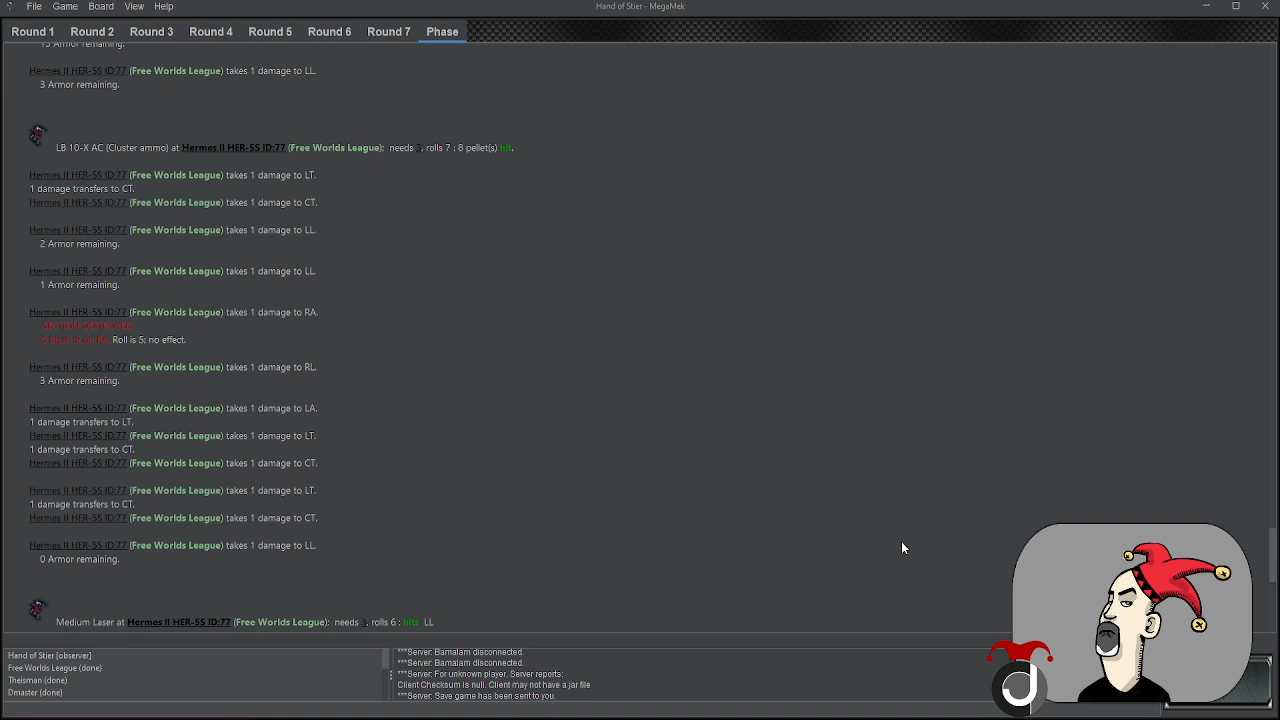 Hand of Stier - MegaMek
File Game Board View Help
Round 1 Round 2 Round 3 Round 4 Round 5 Round 6 Round 7 Phase
Armor remaining.
Hermes II HER-5S ID:77 (Free Worlds League) takes 1 damage to LL.
3 Armor remaining.
LB 10-X AC (Cluster ammo) at Hermes II HER-5S ID:77 (Free Worlds League); needs , rolls 7 : 8 pellet(s) hit.
Hermes II HER-5S ID:77 (Free Worlds League) takes 1 damage to LT.
1 damage transfers to CT.
Hermes II HER-5S ID:77 (Free Worlds League) takes 1 damage to CT.
Hermes II HER-5S ID:77 (Free Worlds League) takes 1 damage to LL.
2 Armor remaining.
Hermes II HER-5S ID:77 (Free Worlds League) takes 1 damage to LL.
1 Armor remaining.
Hermes II HER-5S ID:77 (Free Worlds League) takes 1 damage to RA.
SECTION DESTROYED
Critical hit on RA. Roll is 5; no effect.
Hermes II HER-5S ID:77 (Free Worlds League) takes 1 damage to RL.
3 Armor remaining.
Hermes II HER-5S ID:77 (Free Worlds League) takes 1 damage to LA.
1 damage transfers to LT.
Hermes II HER-5S ID:77 (Free Worlds League) takes 1 damage to LT.
1 damage transfers to CT.
Hermes II HER-5S ID:77 (Free Worlds League) takes 1 damage to CT.
Hermes II HER-5S ID:77 (Free Worlds League) takes 1 damage to LT.
1 damage transfers to CT.
Hermes II HER-5S ID:77 (Free Worlds League) takes 1 damage to CT.
Hermes II HER-5S ID:77 (Free Worlds League) takes 1 damage to LL.
0 Armor remaining.
Medium Laser at Hermes II HER-5S ID:77 (Free Worlds League); needs , rolls 6 : hits LL
Hand of Stier [observer]
Free Worlds League (done)
Theisman (done)
Dmaster (done)
***Server: Barnalam disconnected.
***Server: Barnalam disconnected.
***Server: For unknown player, Server reports:
Client Checksum is null. Client may not have a jar file
***Server: Save game has been sent to you.